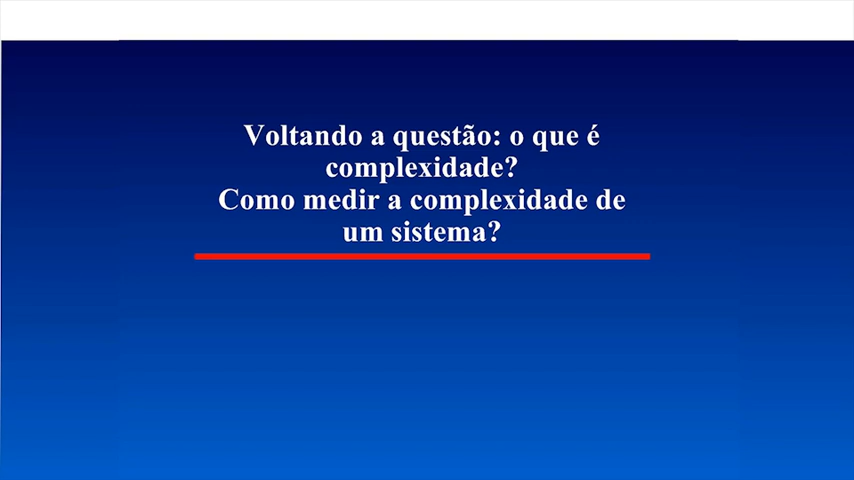 Voltando a questão: o que é
complexidade?
Como medir a complexidade de
um sistema?